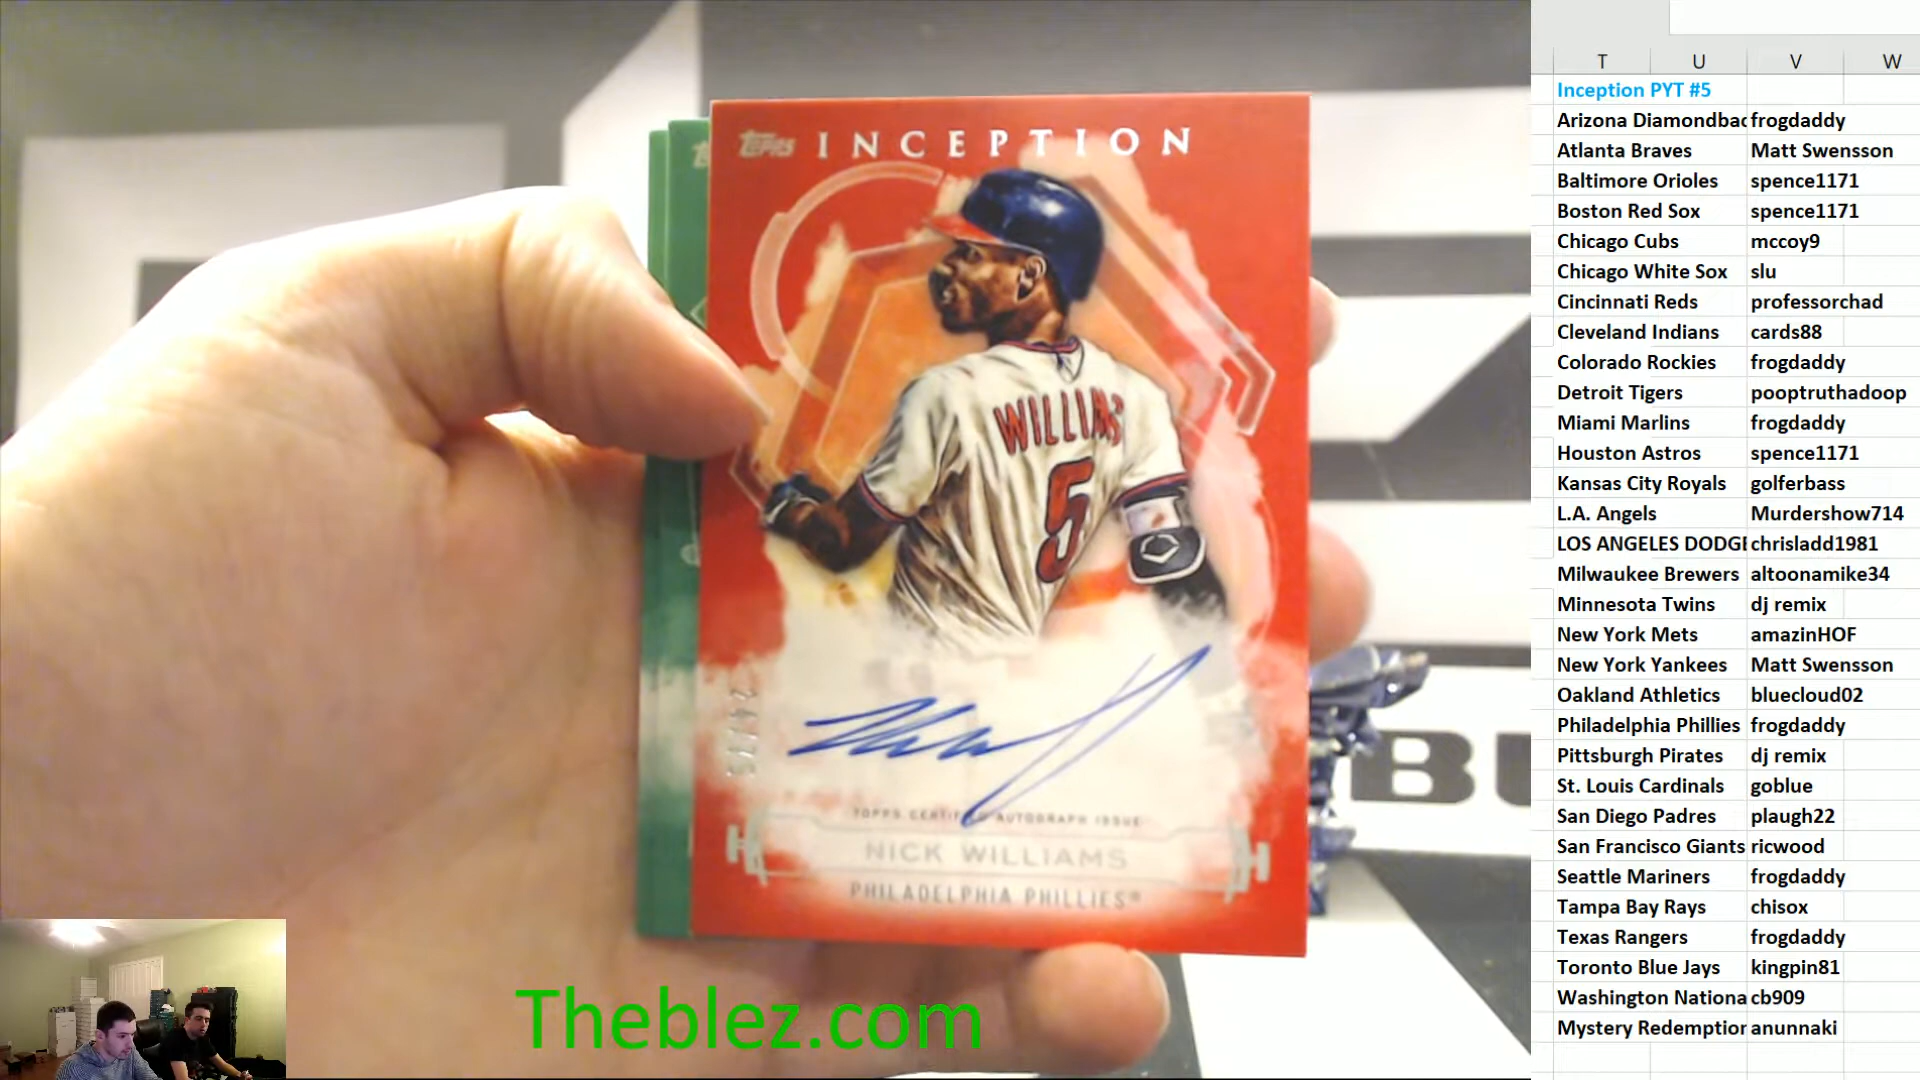 TOPPS INCEPTION
WILLIAMS
5
TOPPS CERTIFIED AUTOGRAPH ISSUE
NICK WILLIAMS
PHILADELPHIA PHILLIES®
Theblez.com
T U V W
Inception PYT #5
Arizona Diamondbac frogdaddy
Atlanta Braves Matt Swensson
Baltimore Orioles spence1171
Boston Red Sox spence1171
Chicago Cubs mccoy9
Chicago White Sox slu
Cincinnati Reds professorchad
Cleveland Indians cards88
Colorado Rockies frogdaddy
Detroit Tigers pooptruthadoop
Miami Marlins frogdaddy
Houston Astros spence1171
Kansas City Royals golferbass
L.A. Angels Murdershow714
LOS ANGELES DODGE chrisladd1981
Milwaukee Brewers altoonamike34
Minnesota Twins dj remix
New York Mets amazinHOF
New York Yankees Matt Swensson
Oakland Athletics bluecloud02
Philadelphia Phillies frogdaddy
Pittsburgh Pirates dj remix
St. Louis Cardinals goblue
San Diego Padres plaugh22
San Francisco Giants ricwood
Seattle Mariners frogdaddy
Tampa Bay Rays chisox
Texas Rangers frogdaddy
Toronto Blue Jays kingpin81
Washington Nationa cb909
Mystery Redemption anunnaki